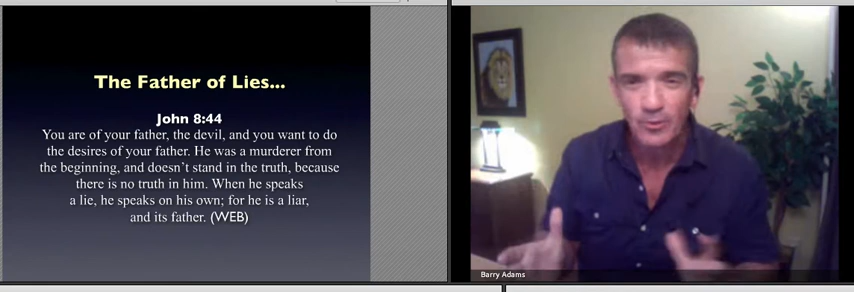 The Father of Lies...
John 8:44
You are of your father, the devil, and you want to do
the desires of your father. He was a murderer from
the beginning, and doesn't stand in the truth, because
there is no truth in him. When he speaks
a lie, he speaks on his own; for he is a liar,
and its father. (WEB)
Barry Adams